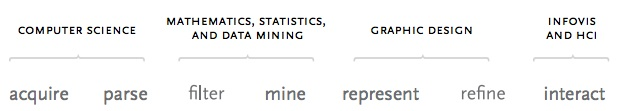 COMPUTER SCIENCE
MATHEMATICS, STATISTICS,
AND DATA MINING
GRAPHIC DESIGN
INFOVIS
AND HCI
acquire parse filter mine represent refine interact